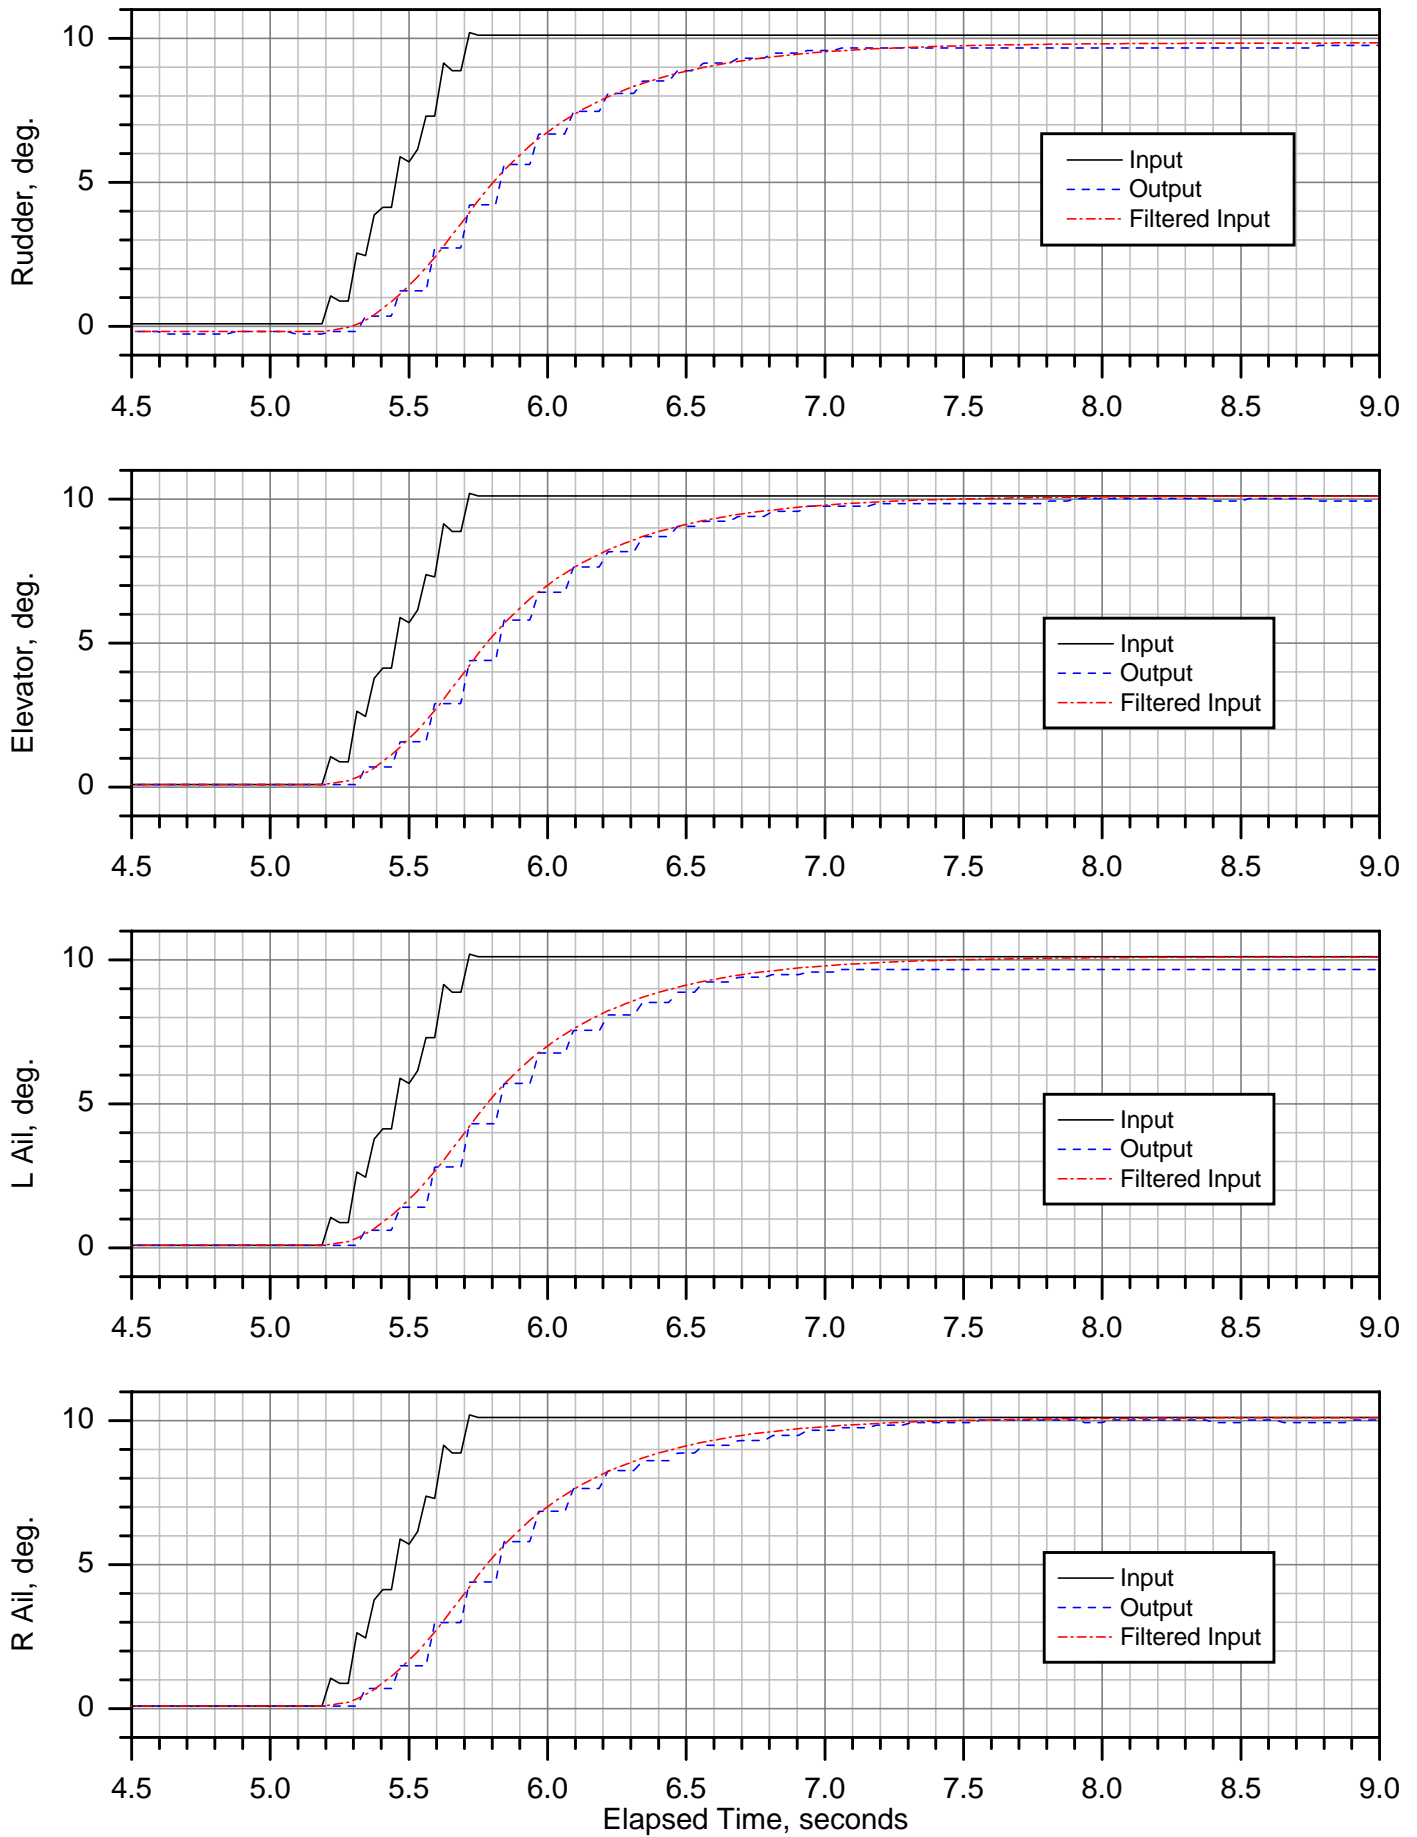 Rudder, deg.
10
5
0
Input
Output
Filtered Input
4.5 5.0 5.5 6.0 6.5 7.0 7.5 8.0 8.5 9.0
Elevator, deg.
10
5
0
Input
Output
Filtered Input
4.5 5.0 5.5 6.0 6.5 7.0 7.5 8.0 8.5 9.0
L Ail, deg.
10
5
0
Input
Output
Filtered Input
4.5 5.0 5.5 6.0 6.5 7.0 7.5 8.0 8.5 9.0
R Ail, deg.
10
5
0
Input
Output
Filtered Input
4.5 5.0 5.5 6.0 6.5 7.0 7.5 8.0 8.5 9.0
Elapsed Time, seconds